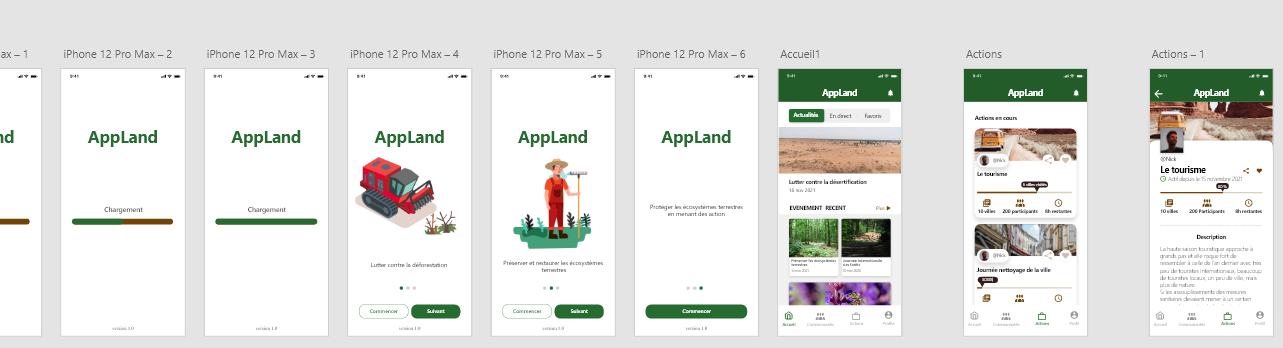 ax – 1
nd
iPhone 12 Pro Max – 2
9:41
AppLand
Chargement
version 1.0
iPhone 12 Pro Max – 3
9:41
AppLand
Chargement
version 1.0
iPhone 12 Pro Max – 4
9:41
AppLand
Lutter contre la déforestation
Commencer
Suivant
version 1.0
iPhone 12 Pro Max – 5
9:41
AppLand
Préserver et restaurer les écosystèmes
terrestres
Commencer
Suivant
version 1.0
iPhone 12 Pro Max – 6
9:41
AppLand
Protéger les écosystèmes terrestres
en menant des action
Commencer
version 1.0
Accueil1
9:41
AppLand
Actualités
En direct
Favoris
Lutter contre la désertification
18 nov 2021
EVENEMENT RECENT
Plus
Préserver les écosystèmes
terrestres
Journée internationale
des forêts
Accueil
Communautés
Actions
Profile
Actions
9:41
AppLand
Actions en cours
@Nick
Le tourisme
8 villes visités
10 villes
200 participants
8h restantes
@Nick
Journée nettoyage de la ville
Accueil
Communautés
Actions
Profil
Actions – 1
9:41
AppLand
@Nick
Le tourisme
Actif depuis le 15 novembre 2021
80%
10 villes
200 Participants
8h restantes
Description
La haute saison touristique approche à
grands pas et elle risque fort de
ressembler à celle de l'an dernier avec très
peu de touristes internationaux, beaucoup
de touristes locaux, un peu de ville, mais
plus de nature.
Si les assouplissements des mesures
sanitaires devaient mener à un certain
Accueil
Communautés
Actions
Profil